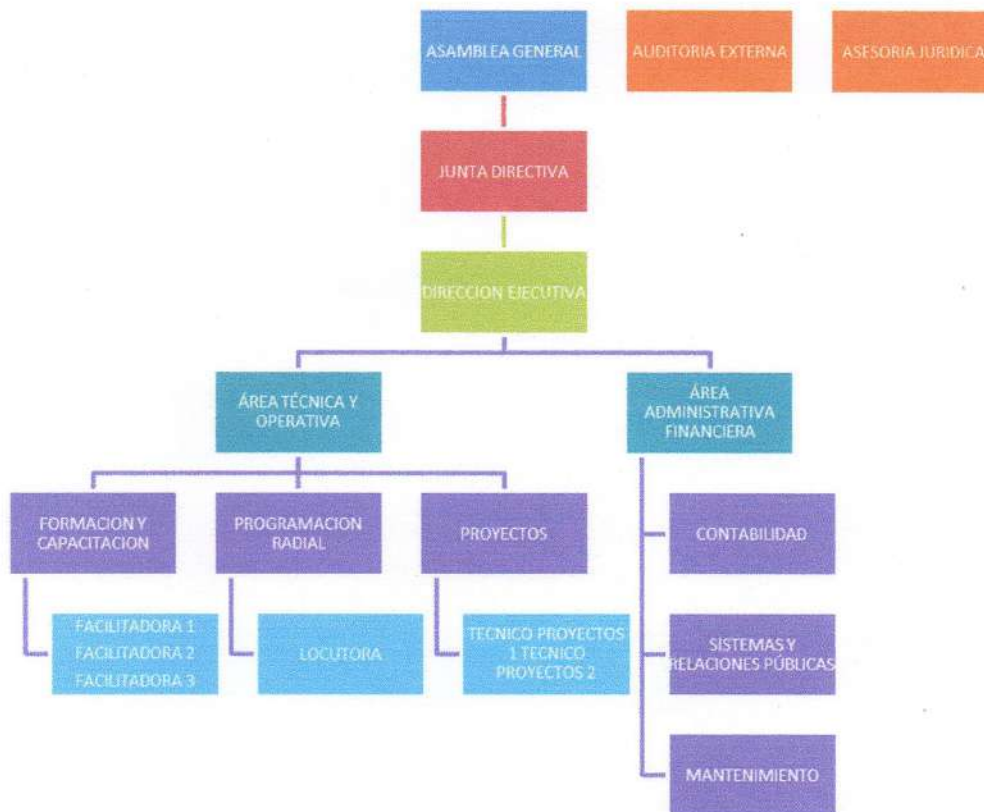 ASAMBLEA GENERAL
AUDITORIA EXTERNA
ASESORIA JURIDICA
JUNTA DIRECTIVA
DIRECCION EJECUTIVA
ÁREA TÉCNICA Y
OPERATIVA
ÁREA
ADMINISTRATIVA
FINANCIERA
FORMACION Y
CAPACITACION
PROGRAMACION
RADIAL
PROYECTOS
CONTABILIDAD
FACILITADORA 1
FACILITADORA 2
FACILITADORA 3
LOCUTORA
TECNICO PROYECTOS
1 TECNICO
PROYECTOS 2
SISTEMAS Y
RELACIONES PÚBLICAS
MANTENIMIENTO